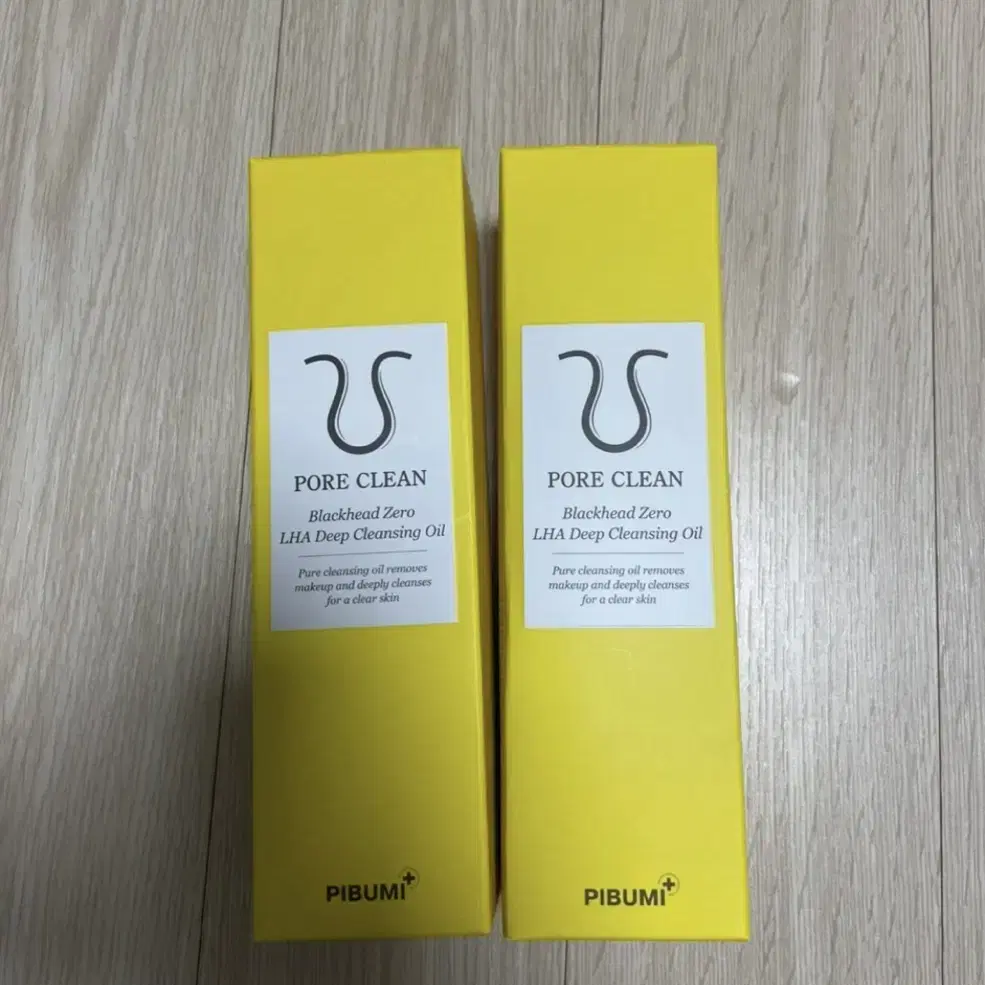 PORE CLEAN
Blackhead Zero
LHA Deep Cleansing Oil
Pure cleansing oil removes
makeup and deeply cleanses
for a clear skin
PIBUMI+
PORE CLEAN
Blackhead Zero
LHA Deep Cleansing Oil
Pure cleansing oil removes
makeup and deeply cleanses
for a clear skin
PIBUMI+